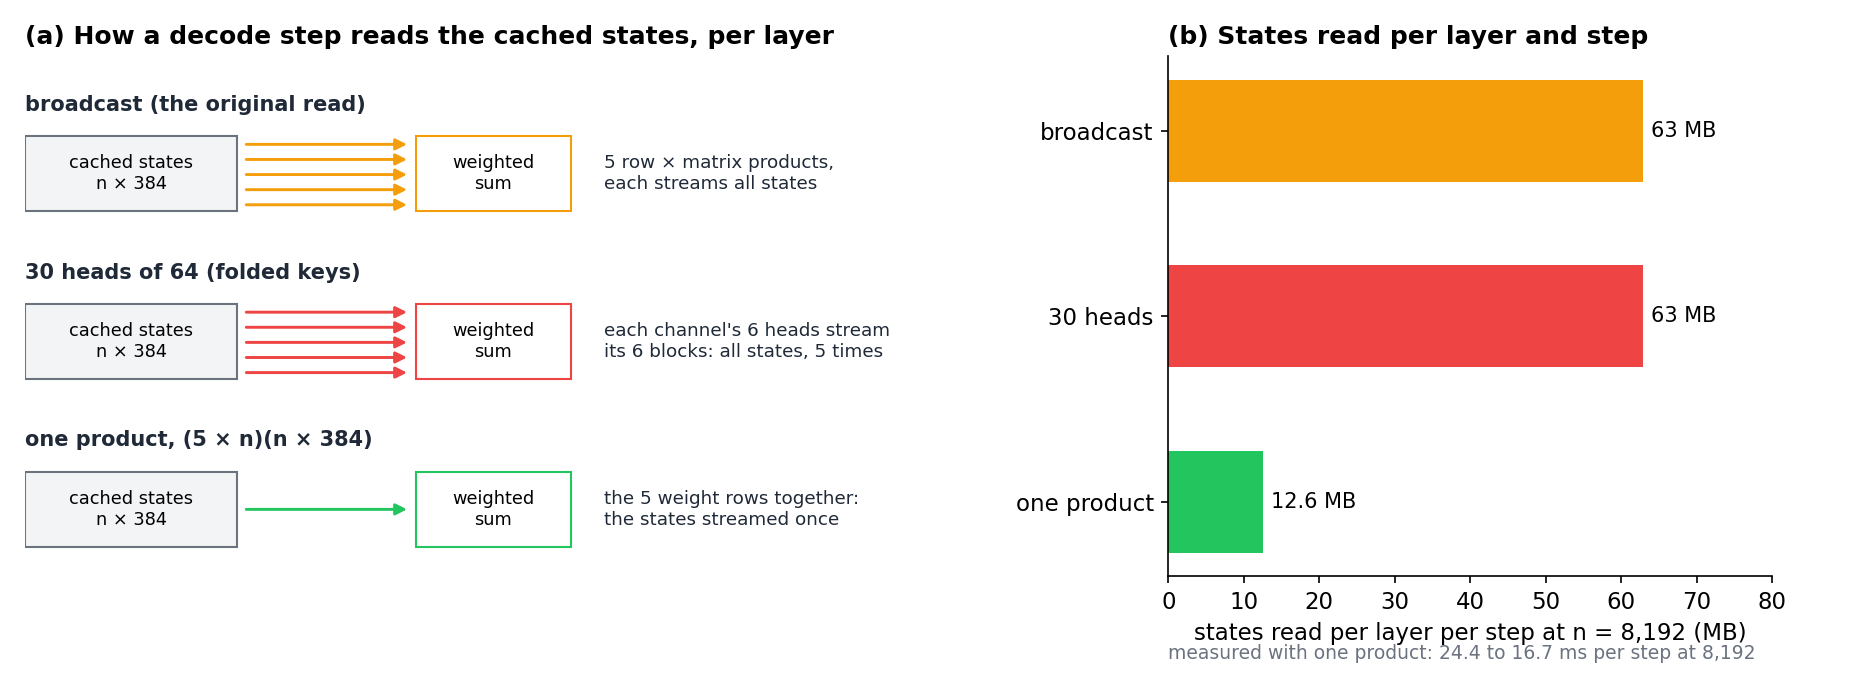 (a) How a decode step reads the cached states, per layer
broadcast (the original read)
cached states
n × 384
weighted
sum
5 row × matrix products,
each streams all states
30 heads of 64 (folded keys)
cached states
n × 384
weighted
sum
each channel's 6 heads stream
its 6 blocks: all states, 5 times
one product, (5 × n)(n × 384)
cached states
n × 384
weighted
sum
the 5 weight rows together:
the states streamed once
(b) States read per layer and step
broadcast
63 MB
30 heads
63 MB
one product
12.6 MB
0 10 20 30 40 50 60 70 80
states read per layer per step at n = 8,192 (MB)
measured with one product: 24.4 to 16.7 ms per step at 8,192